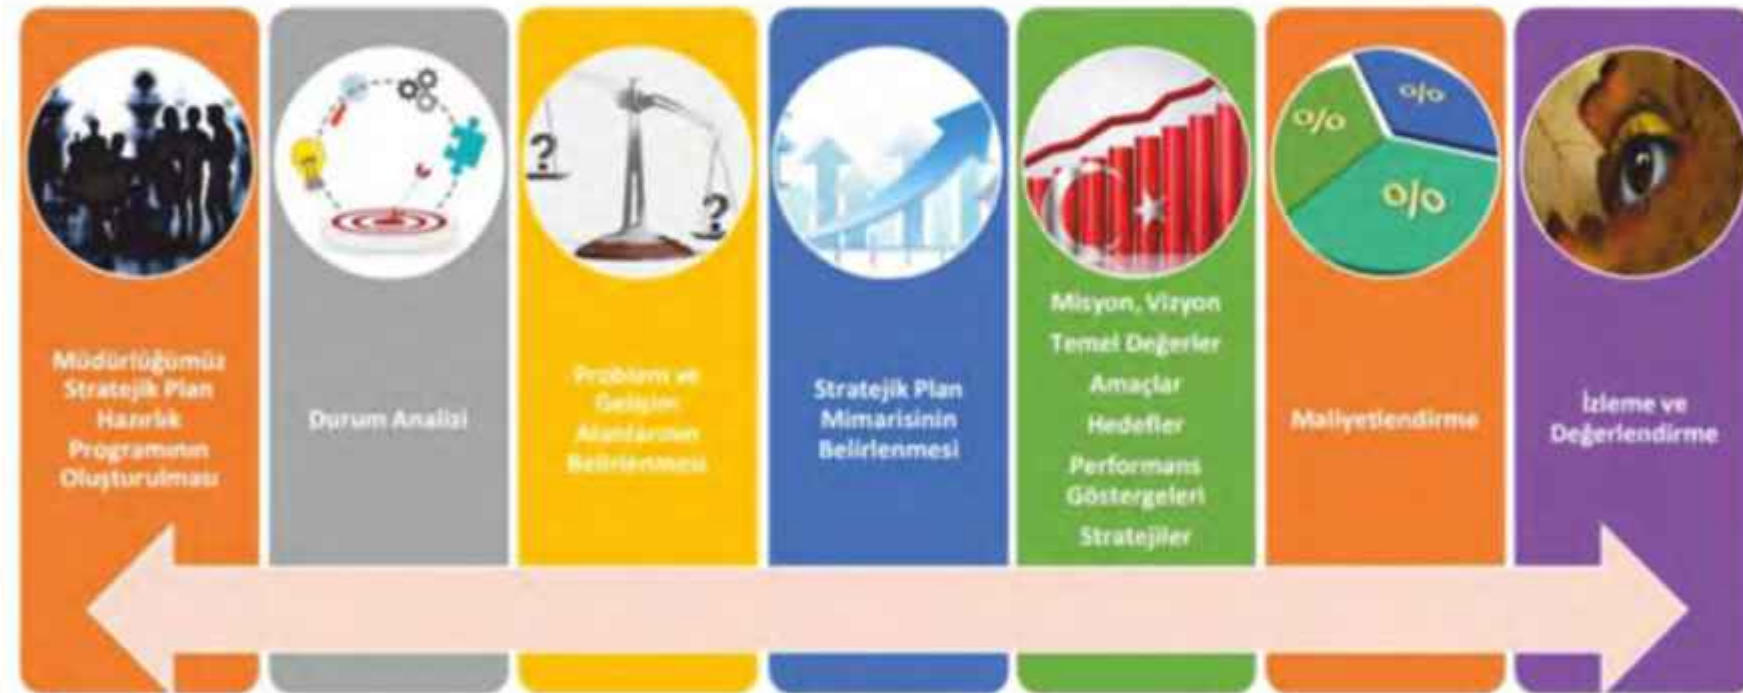 %
%
%
?
?
Müdürlüğümüz
Stratejik Plan
Hazırlık
Programının
Oluşturulması
Durum Analizi
Problem ve
Gelişim
Alanlarının
Belirlenmesi
Stratejik Plan
Mimarisinin
Belirlenmesi
Misyon, Vizyon
Temel Değerler
Amaçlar
Hedefler
Performans
Göstergeleri
Stratejiler
Maliyetlendirme
İzleme ve
Değerlendirme